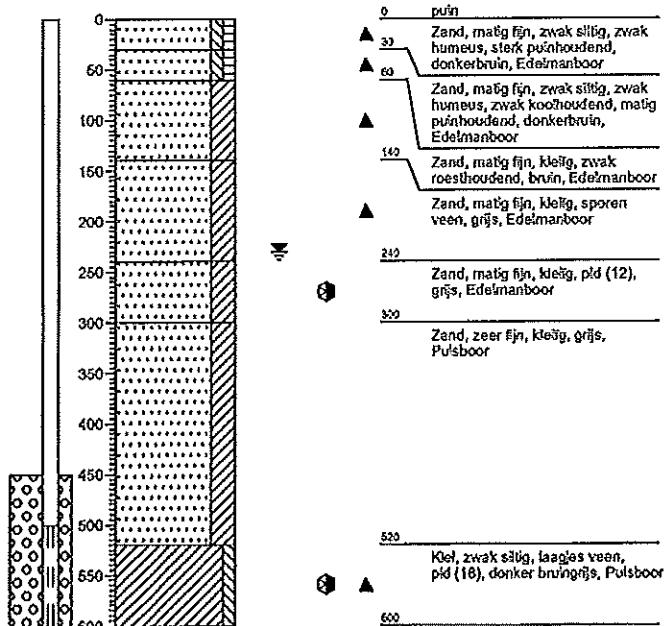 0
50
100
150
200
250
300
350
400
450
500
550
600
0 puin
Zand, matig fijn, zwak siltig, zwak
humeus, sterk puinhoudend,
donkerbruin, Edelmanboor
30
60
Zand, matig fijn, zwak siltig, zwak
humeus, zwak koolhoudend, matig
puinhoudend, donkerbruin,
Edelmanboor
140
Zand, matig fijn, kleiig, zwak
roesthoudend, bruin, Edelmanboor
Zand, matig fijn, kleiig, sporen
veen, grijs, Edelmanboor
240
Zand, matig fijn, kleiig, pid (12),
grijs, Edelmanboor
300
Zand, zeer fijn, kleiig, grijs,
Pulsboor
520
Klei, zwak siltig, laagjes veen,
pid (16), donker bruingrijs, Pulsboor
600